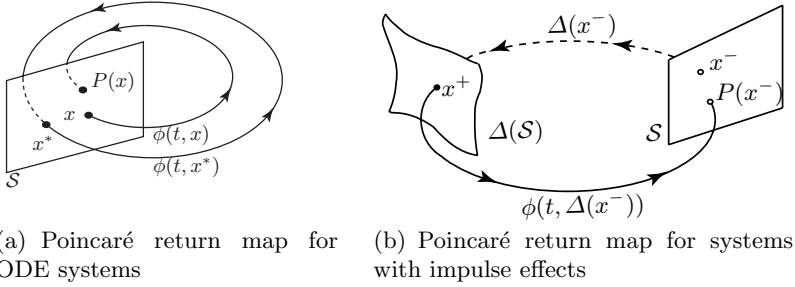 P(x)
x
x*
ϕ(t, x)
ϕ(t, x*)
S
Δ(x⁻)
x⁺
Δ(S)
x⁻
P(x⁻)
S
ϕ(t, Δ(x⁻))
(a) Poincaré return map for
ODE systems
(b) Poincaré return map for systems
with impulse effects